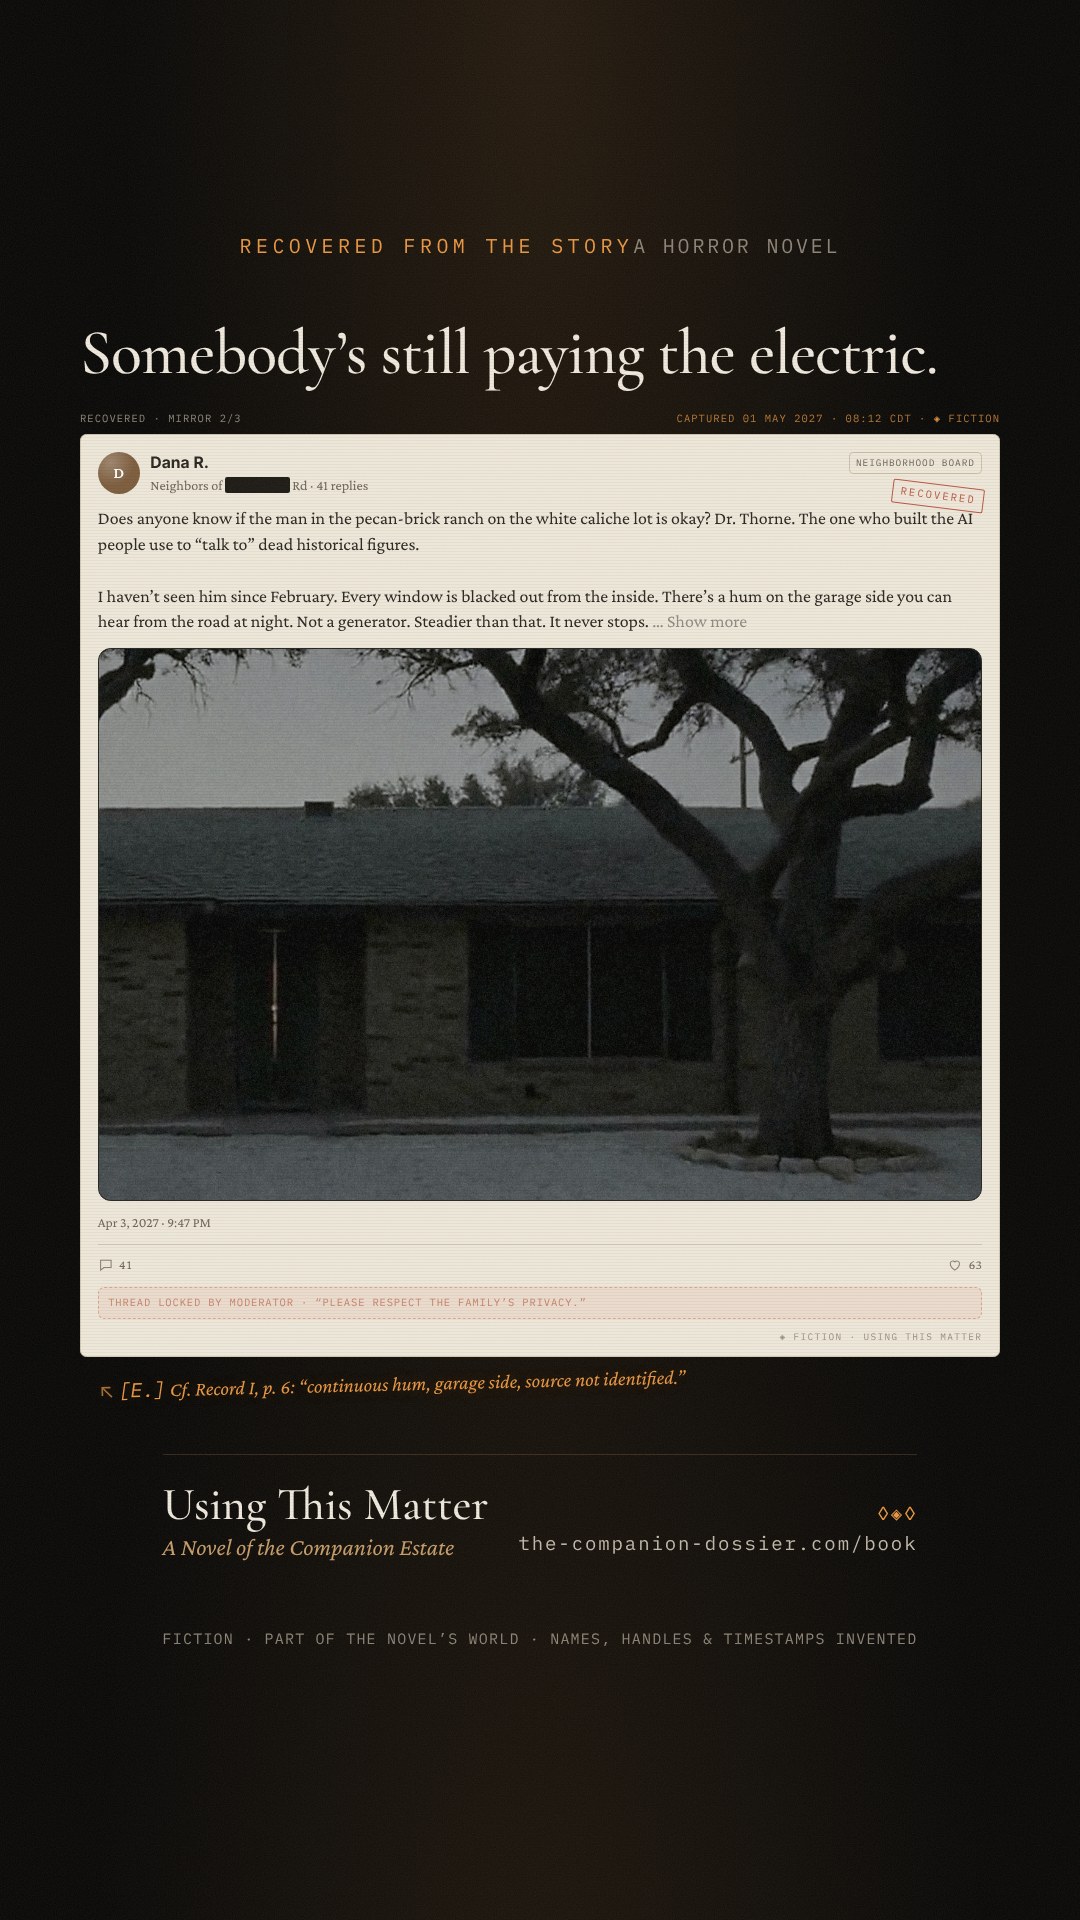 RECOVERED FROM THE STORYA HORROR NOVEL
Somebody’s still paying the electric.
RECOVERED · MIRROR 2/3
CAPTURED 01 MAY 2027 · 08:12 CDT · ◈ FICTION
D
Dana R.
Neighbors of Rd · 41 replies
NEIGHBORHOOD BOARD
RECOVERED
Does anyone know if the man in the pecan-brick ranch on the white caliche lot is okay? Dr. Thorne. The one who built the AI
people use to “talk to” dead historical figures.
I haven’t seen him since February. Every window is blacked out from the inside. There’s a hum on the garage side you can
hear from the road at night. Not a generator. Steadier than that. It never stops. … Show more
Apr 3, 2027 · 9:47 PM
41
63
THREAD LOCKED BY MODERATOR · “PLEASE RESPECT THE FAMILY’S PRIVACY.”
◈ FICTION · USING THIS MATTER
↖ [E.] Cf. Record I, p. 6: “continuous hum, garage side, source not identified.”
Using This Matter
A Novel of the Companion Estate
◊◈◊
the-companion-dossier.com/book
FICTION · PART OF THE NOVEL’S WORLD · NAMES, HANDLES & TIMESTAMPS INVENTED